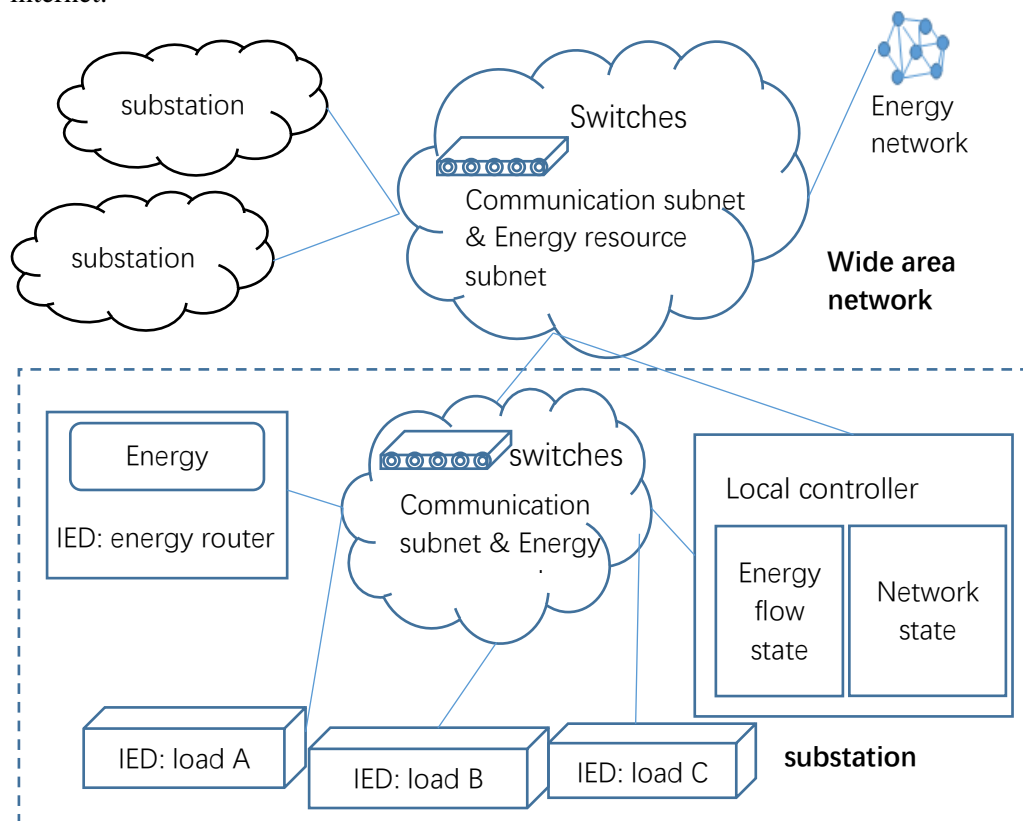 internet.
substation
substation
Switches
Communication subnet
& Energy resource
subnet
Energy
network
Wide area
network
Energy
IED: energy router
switches
Communication
subnet & Energy
.
Local controller
Energy
flow
state
Network
state
IED: load A
IED: load B
IED: load C
substation